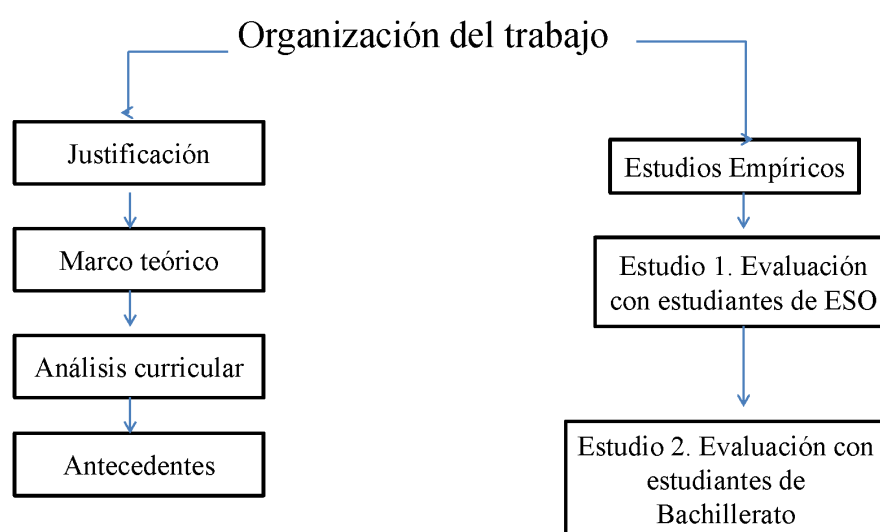 Organización del trabajo
Justificación
Marco teórico
Análisis curricular
Antecedentes
Estudios Empíricos
Estudio 1. Evaluación
con estudiantes de ESO
Estudio 2. Evaluación con
estudiantes de
Bachillerato